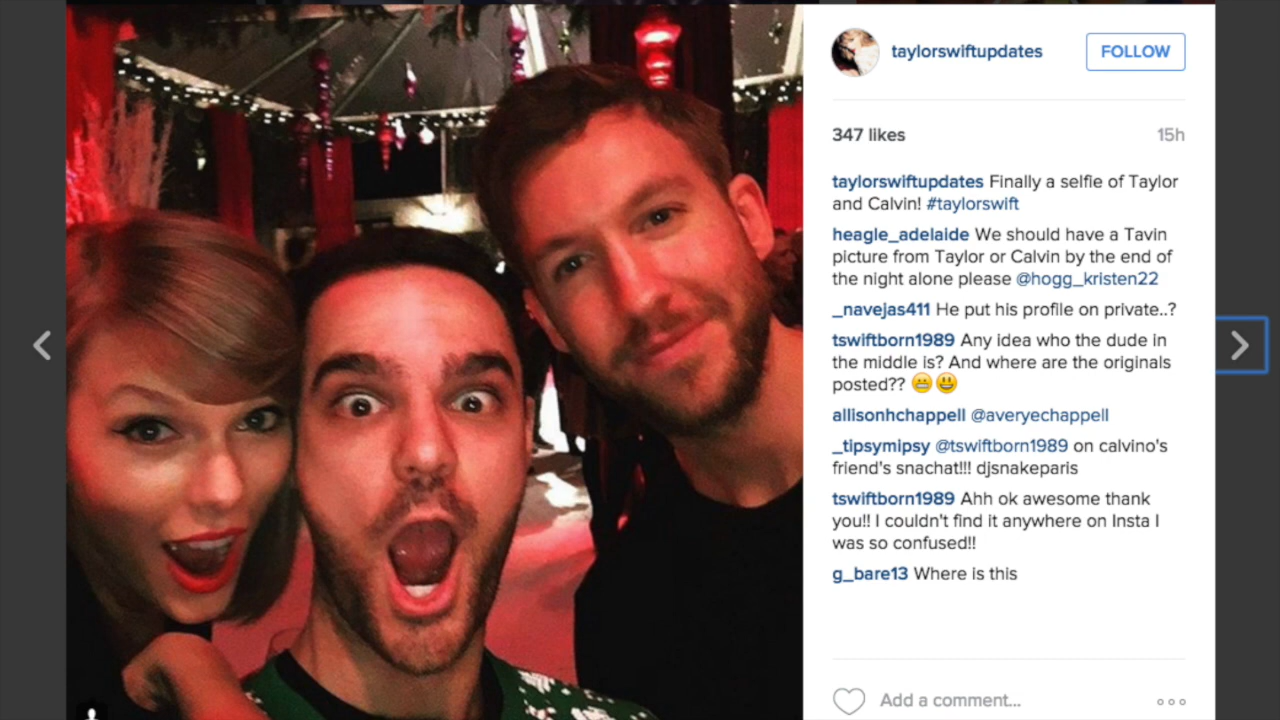 taylorswiftupdates
FOLLOW
347 likes
15h
taylorswiftupdates Finally a selfie of Taylor
and Calvin! #taylorswift
heagle_adelaide We should have a Tavin
picture from Taylor or Calvin by the end of
the night alone please @hogg_kristen22
_navejas411 He put his profile on private..?
tswiftborn1989 Any idea who the dude in
the middle is? And where are the originals
posted?? 😬😃
allisonhchappell @averyechappell
_tipsymipsy @tswiftborn1989 on calvino's
friend's snachat!!! djsnakeparis
tswiftborn1989 Ahh ok awesome thank
you!! I couldn't find it anywhere on Insta I
was so confused!!
g_bare13 Where is this
Add a comment...